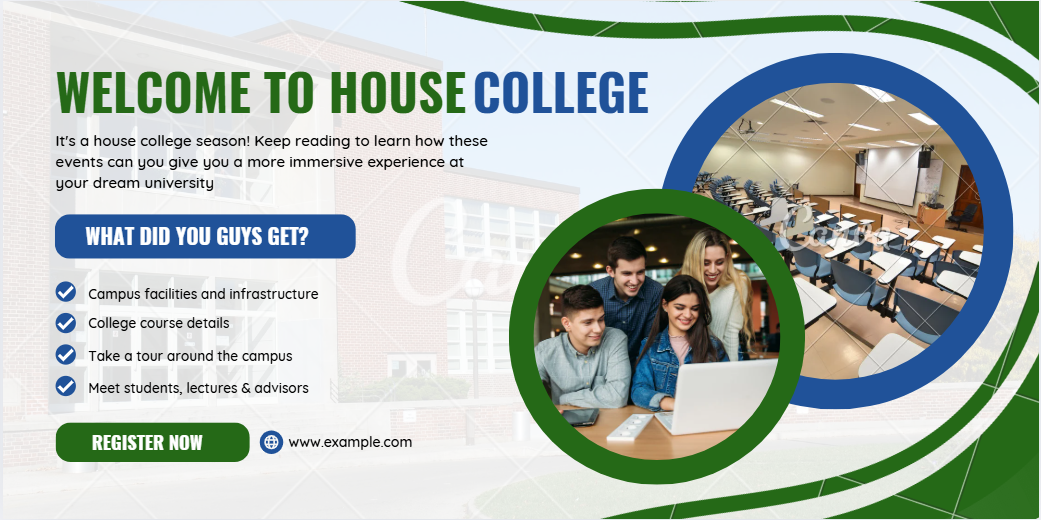 WELCOME TO HOUSE COLLEGE
It's a house college season! Keep reading to learn how these
events can you give you a more immersive experience at
your dream university
WHAT DID YOU GUYS GET?
Campus facilities and infrastructure
College course details
Take a tour around the campus
Meet students, lectures & advisors
REGISTER NOW
www.example.com
Canva